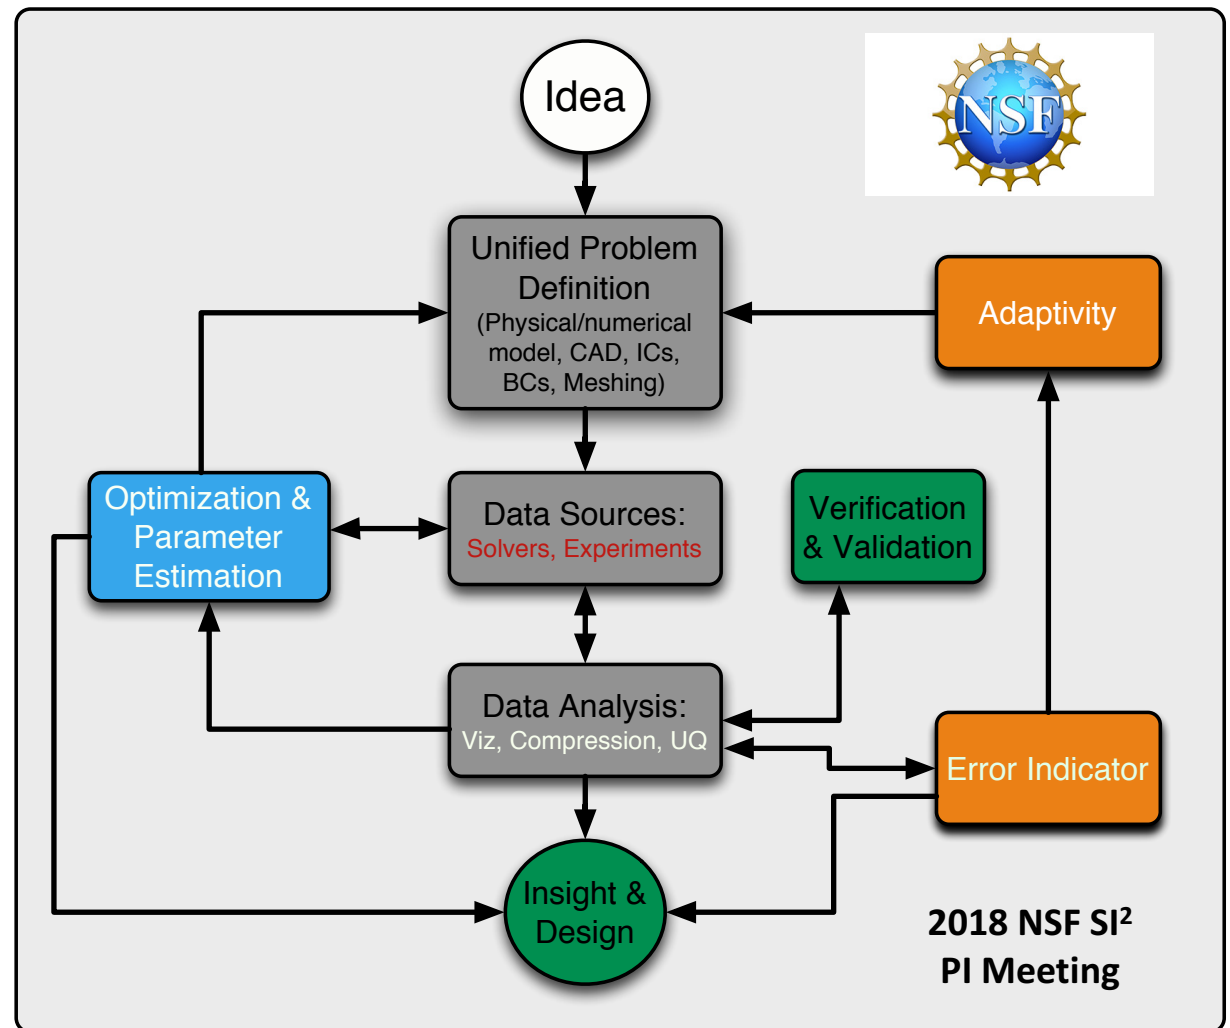 Idea
NSF
Unified Problem
Definition
(Physical/numerical
model, CAD, ICs,
BCs, Meshing)
Adaptivity
Optimization &
Parameter
Estimation
Data Sources:
Solvers, Experiments
Verification
& Validation
Data Analysis:
Viz, Compression, UQ
Error Indicator
Insight &
Design
2018 NSF SI²
PI Meeting